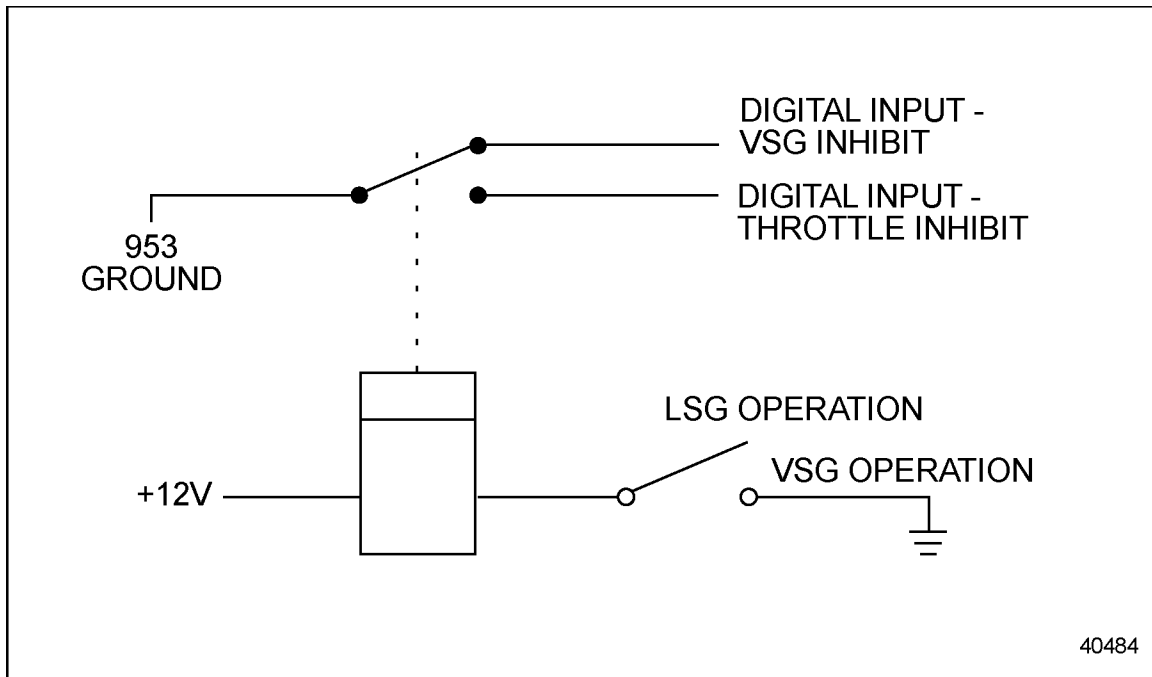 DIGITAL INPUT -
VSG INHIBIT
DIGITAL INPUT -
THROTTLE INHIBIT
953
GROUND
LSG OPERATION
VSG OPERATION
+12V
40484